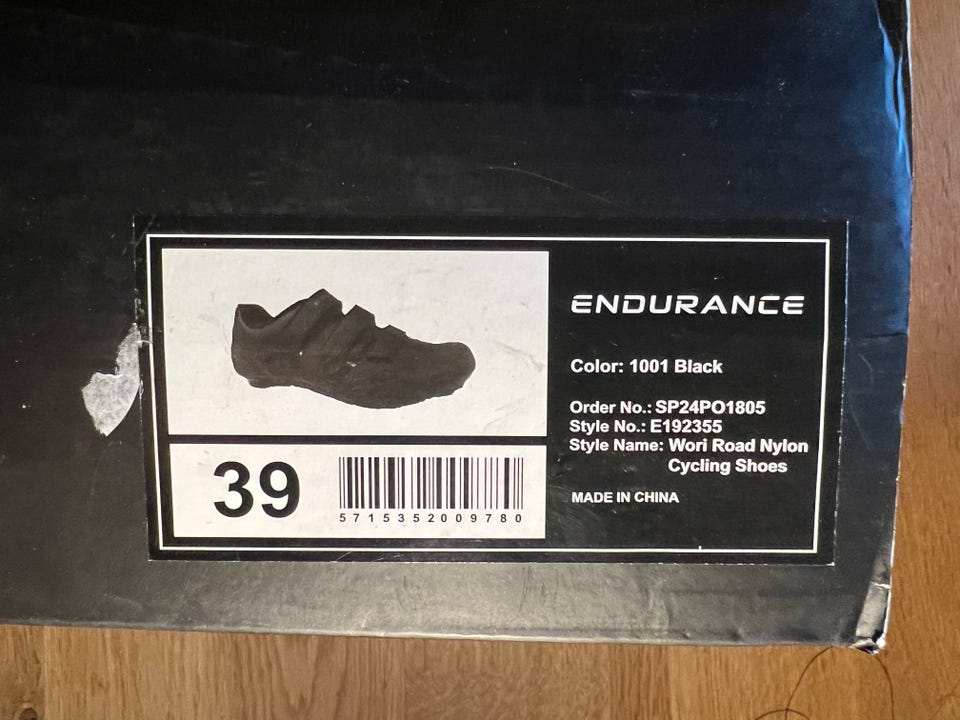 ENDURANCE
Color: 1001 Black
Order No.: SP24PO1805
Style No.: E192355
Style Name: Wori Road Nylon
Cycling Shoes
MADE IN CHINA
39
5715352009780